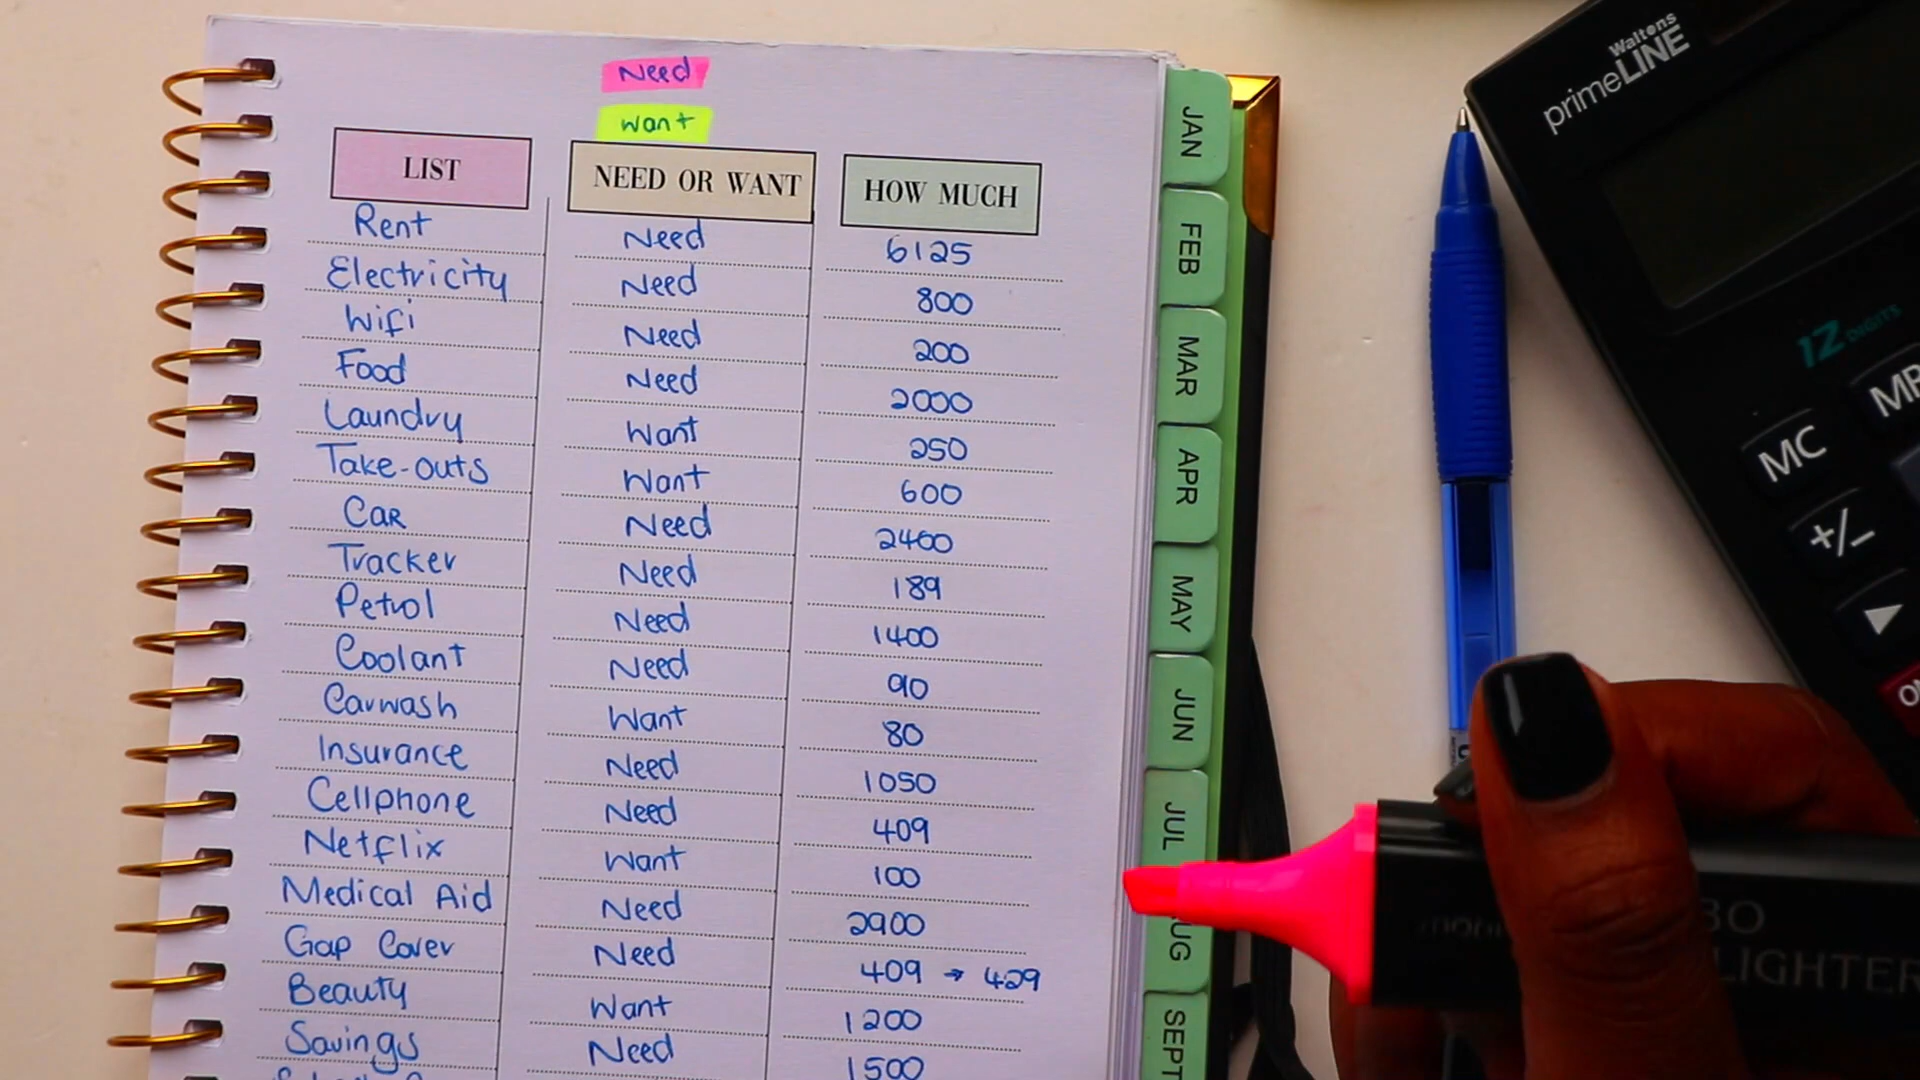 Need
Want
LIST NEED OR WANT HOW MUCH
Rent Need 6125
Electricity Need 800
Wifi Need 200
Food Need 2000
Laundry Want 250
Take-outs Want 600
Car Need 2400
Tracker Need 189
Petrol Need 1400
Coolant Need 90
Carwash Want 80
Insurance Need 1050
Cellphone Need 409
Netflix Want 100
Medical Aid Need 2900
Gap Cover Need 409 → 429
Beauty Want 1200
Savings Need 1500
JAN
FEB
MAR
APR
MAY
JUN
JUL
UG
SEPT
Waltons
primeLINE
12 DIGITS
MC
+/-
LIGHTER